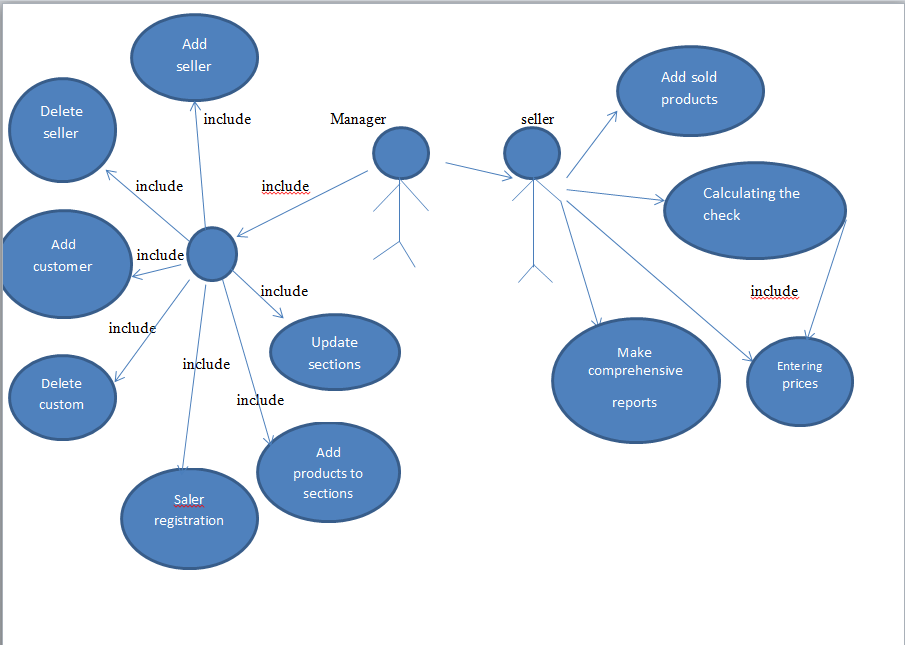 Add
seller
Delete
seller
include
Manager
seller
Add sold
products
include
include
Calculating the
check
Add
customer
include
include
include
include
Update
sections
Make
comprehensive
reports
Entering
prices
include
Delete
custom
include
Add
products to
sections
Saler
registration